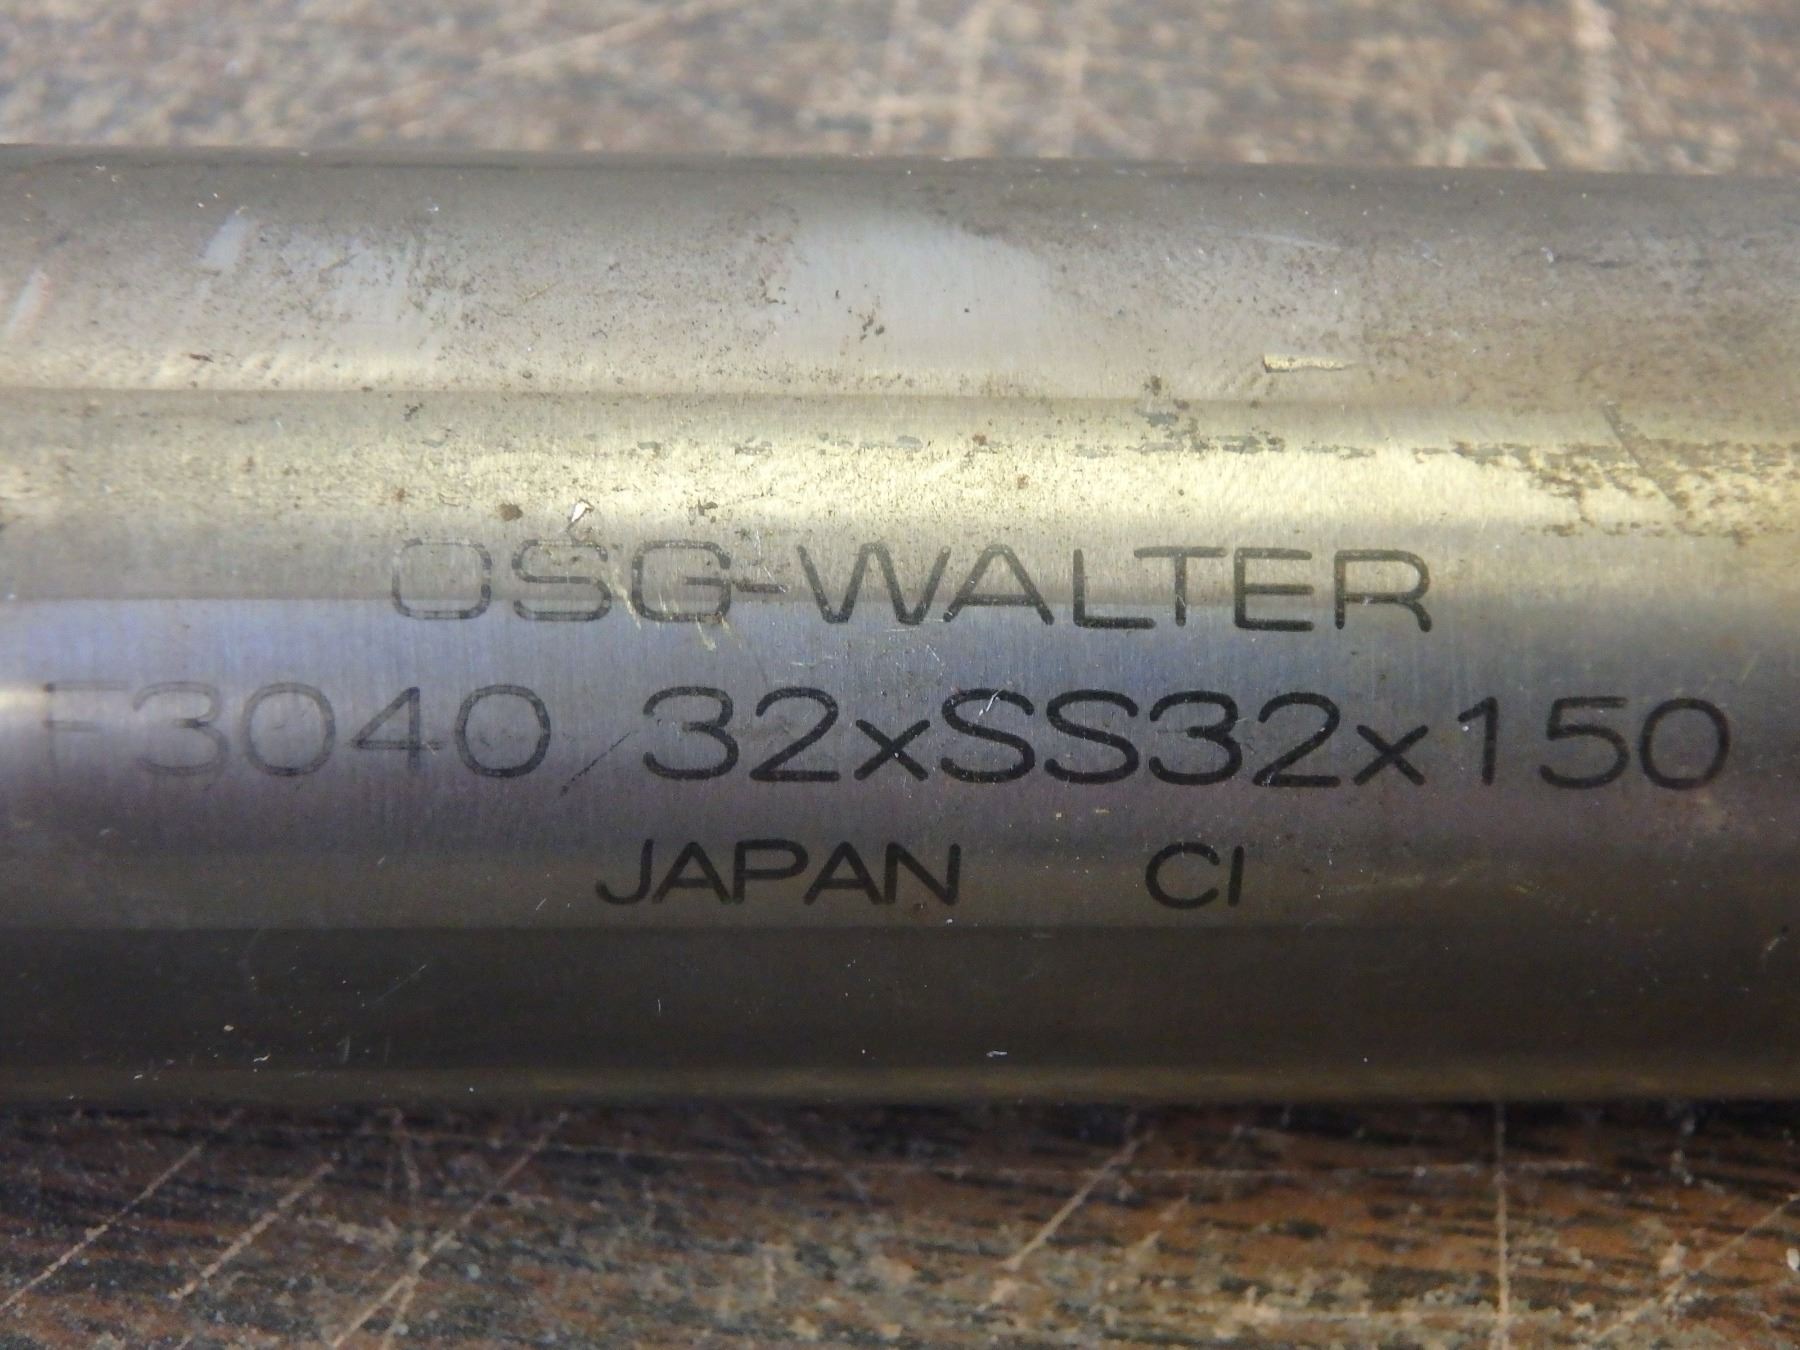 OSG-WALTER
F3040 32xSS32x150
JAPAN CI